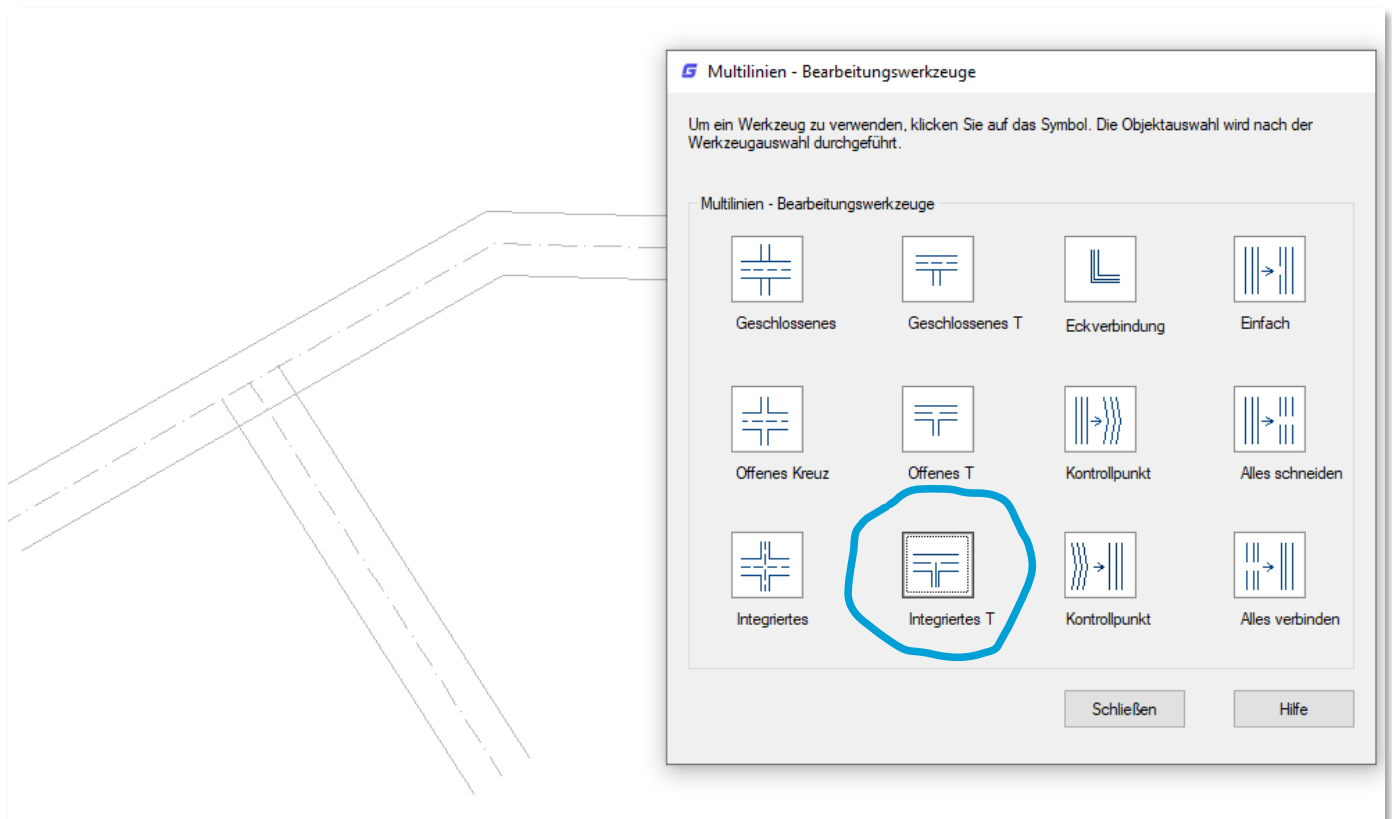 Multilinien - Bearbeitungswerkzeuge
Um ein Werkzeug zu verwenden, klicken Sie auf das Symbol. Die Objektauswahl wird nach der
Werkzeugauswahl durchgeführt.
Multilinien - Bearbeitungswerkzeuge
Geschlossenes
Geschlossenes T
Eckverbindung
Einfach
Offenes Kreuz
Offenes T
Kontrollpunkt
Alles schneiden
Integriertes
Integriertes T
Kontrollpunkt
Alles verbinden
Schließen
Hilfe